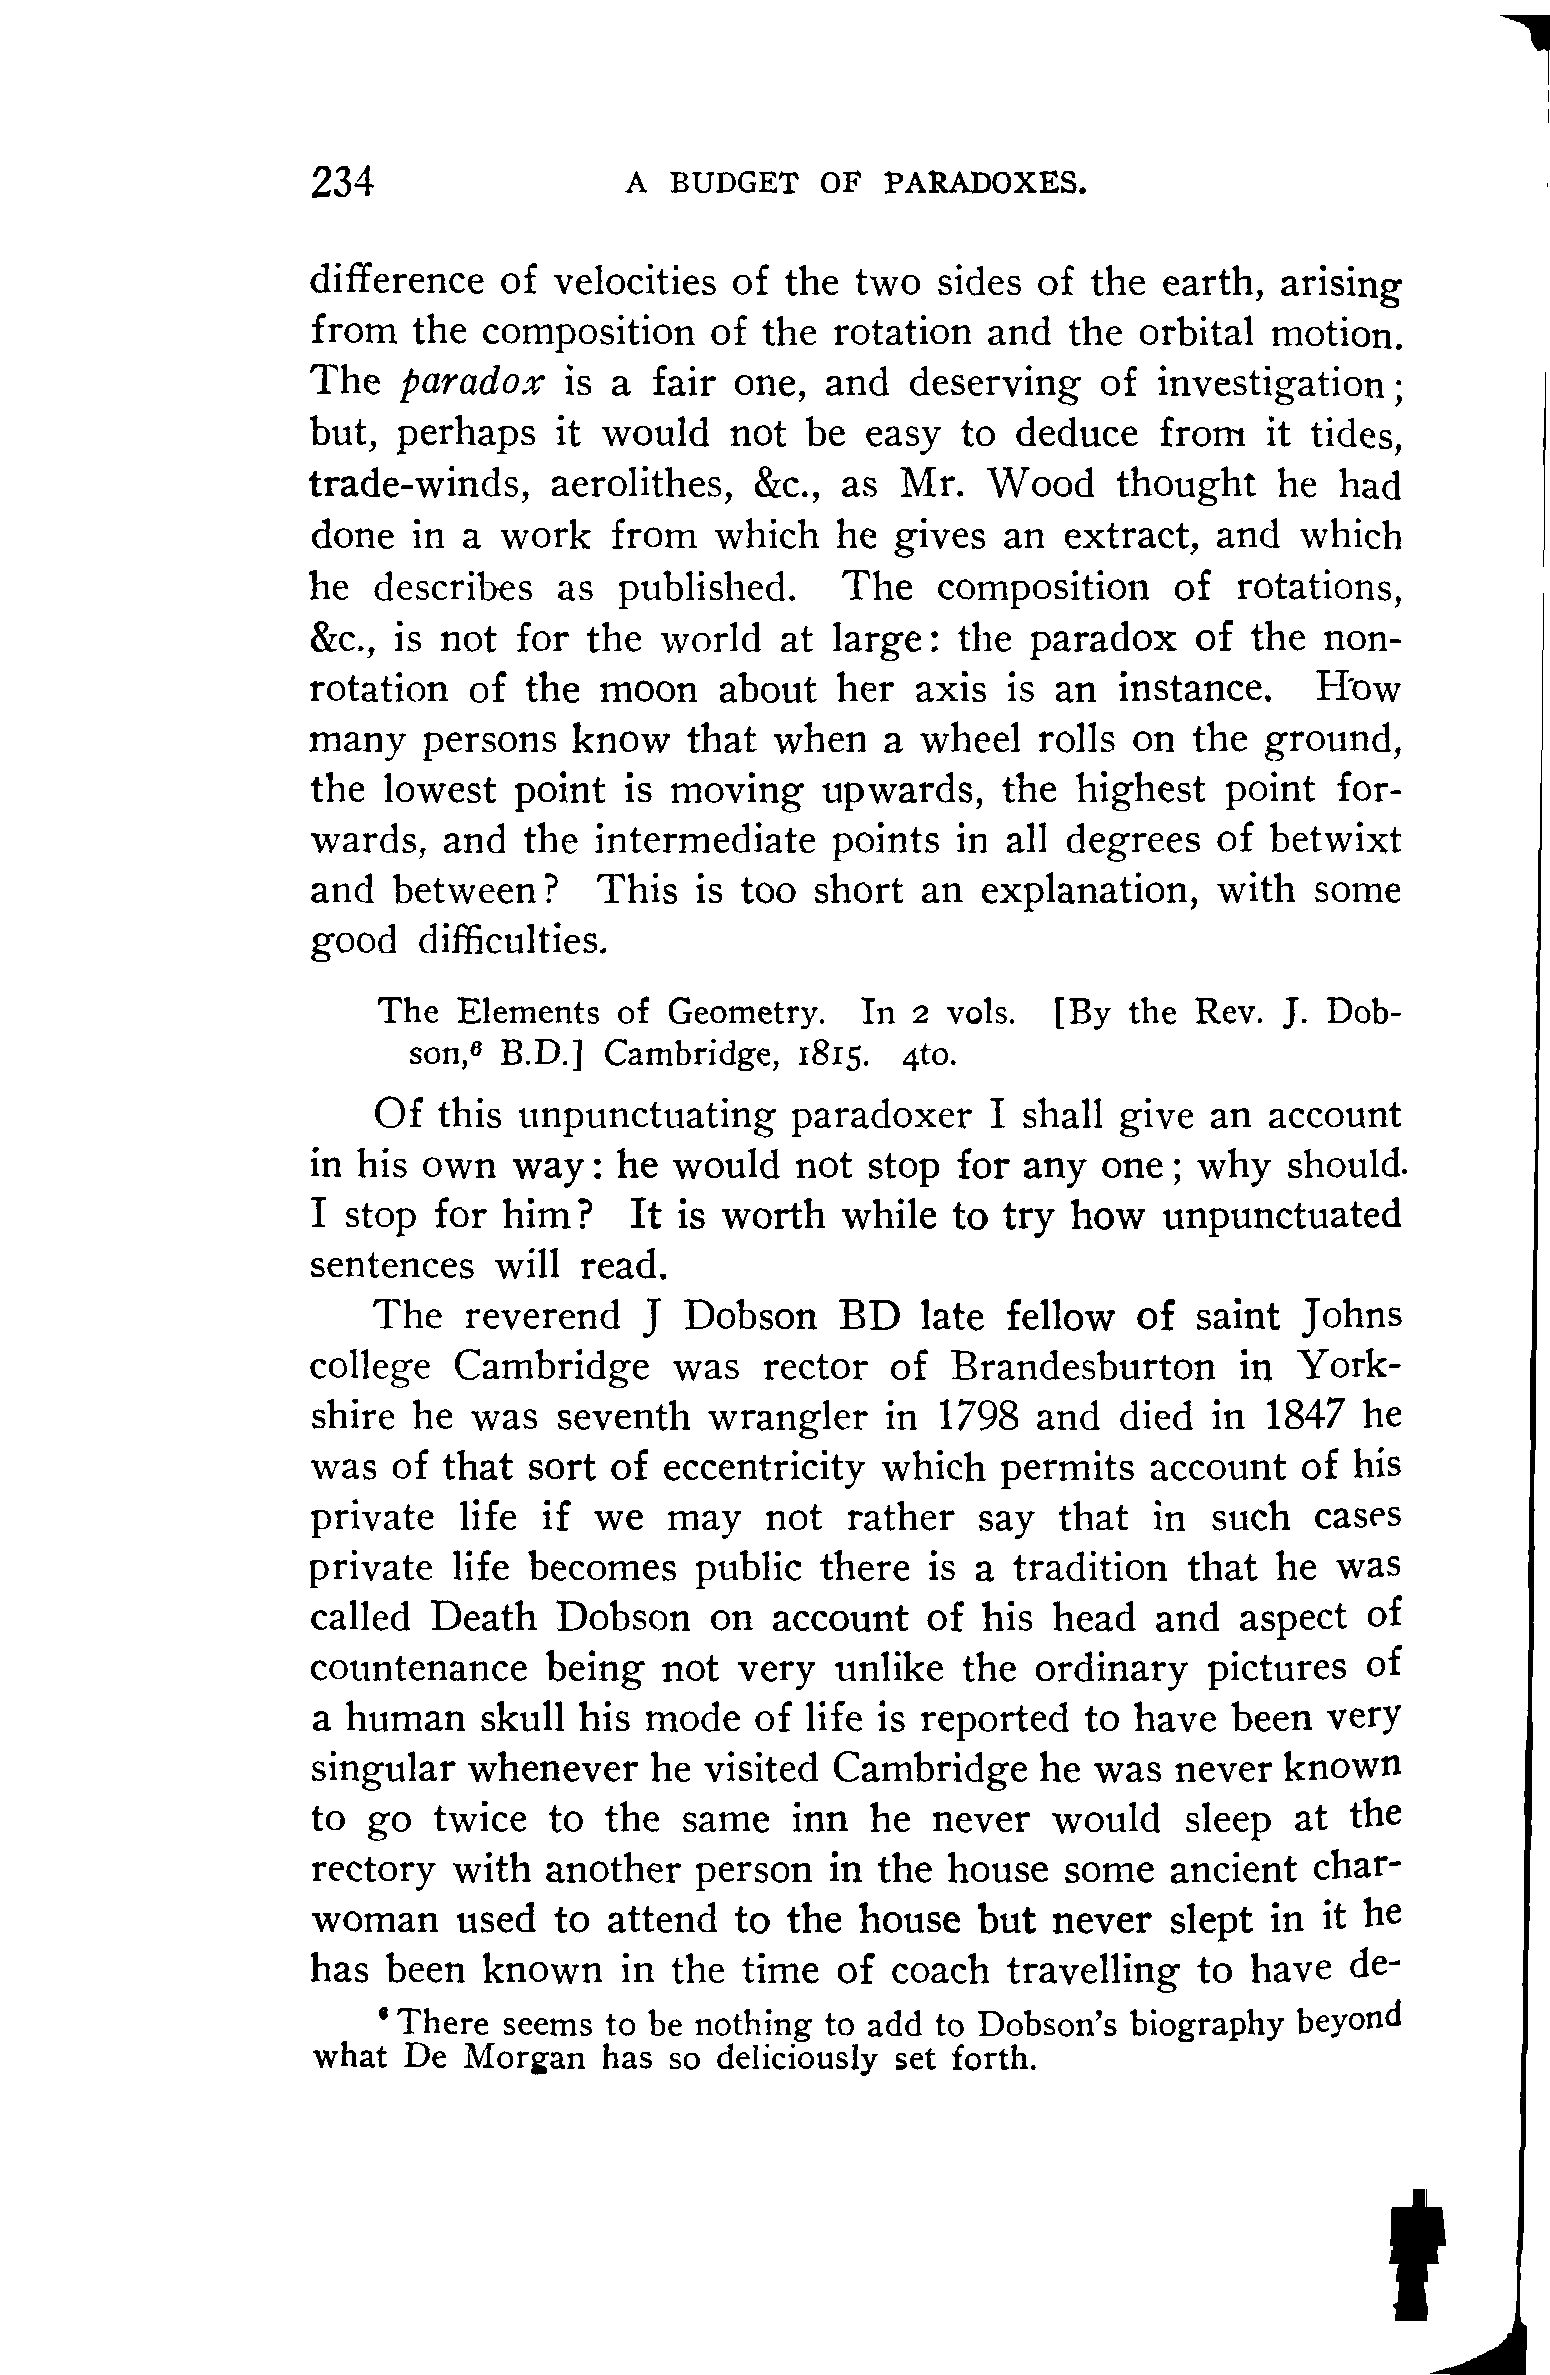 234 A BUDGET OF PARADOXES.
difference of velocities of the two sides of the earth, arising
from the composition of the rotation and the orbital motion.
The paradox is a fair one, and deserving of investigation;
but, perhaps it would not be easy to deduce from it tides,
trade-winds, aerolithes, &c., as Mr. Wood thought he had
done in a work from which he gives an extract, and which
he describes as published. The composition of rotations,
&c., is not for the world at large: the paradox of the non-
rotation of the moon about her axis is an instance. How
many persons know that when a wheel rolls on the ground,
the lowest point is moving upwards, the highest point for-
wards, and the intermediate points in all degrees of betwixt
and between? This is too short an explanation, with some
good difficulties.
The Elements of Geometry. In 2 vols. [By the Rev. J. Dob-
son,⁶ B.D.] Cambridge, 1815. 4to.
Of this unpunctuating paradoxer I shall give an account
in his own way: he would not stop for any one; why should
I stop for him? It is worth while to try how unpunctuated
sentences will read.
The reverend J Dobson BD late fellow of saint Johns
college Cambridge was rector of Brandesburton in York-
shire he was seventh wrangler in 1798 and died in 1847 he
was of that sort of eccentricity which permits account of his
private life if we may not rather say that in such cases
private life becomes public there is a tradition that he was
called Death Dobson on account of his head and aspect of
countenance being not very unlike the ordinary pictures of
a human skull his mode of life is reported to have been very
singular whenever he visited Cambridge he was never known
to go twice to the same inn he never would sleep at the
rectory with another person in the house some ancient char-
woman used to attend to the house but never slept in it he
has been known in the time of coach travelling to have de-
⁶ There seems to be nothing to add to Dobson's biography beyond
what De Morgan has so deliciously set forth.